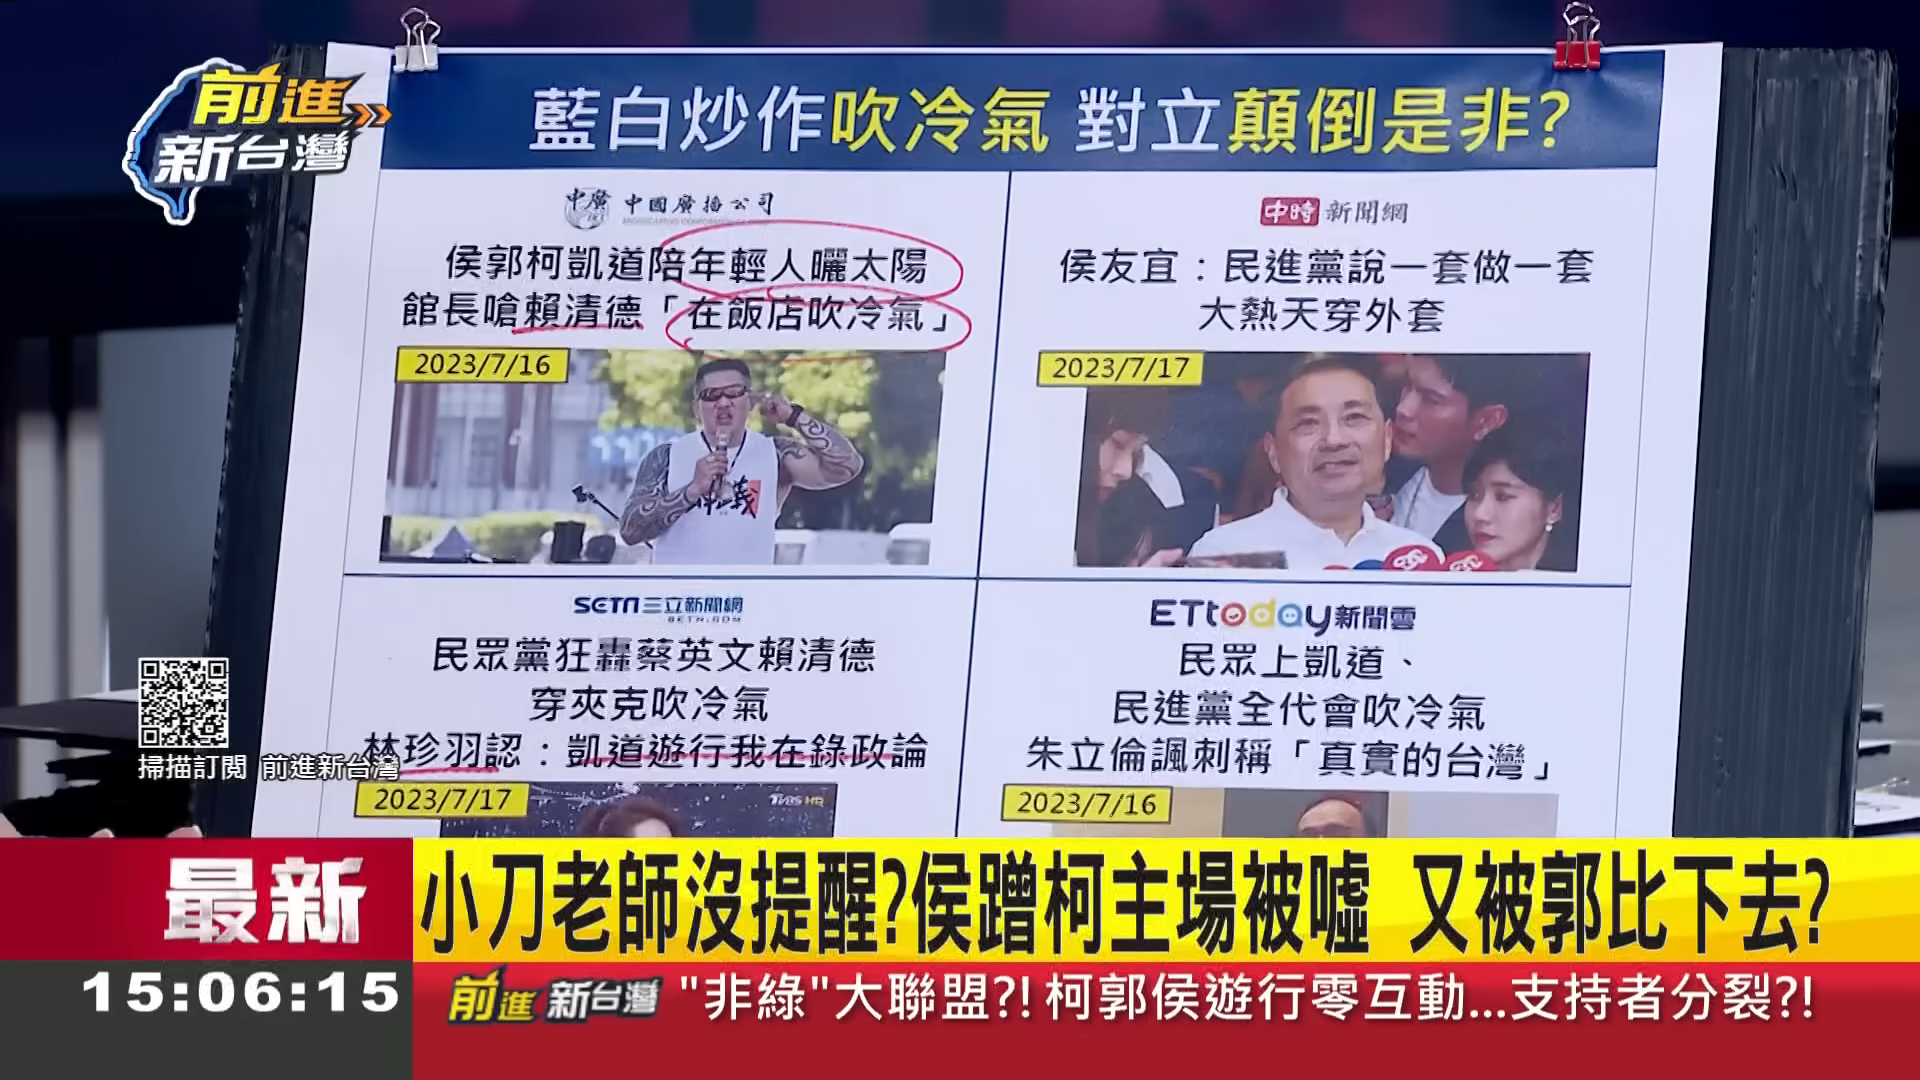 前進
新台灣
藍白炒作吹冷氣 對立顛倒是非?
中廣 中國廣播公司
侯郭柯凱道陪年輕人曬太陽
館長嗆賴清德「在飯店吹冷氣」
2023/7/16
中時 新聞網
侯友宜：民進黨說一套做一套
大熱天穿外套
2023/7/17
SETN三立新聞網
SETN.COM
民眾黨狂轟蔡英文賴清德
穿夾克吹冷氣
林珍羽認：凱道遊行我在錄政論
2023/7/17
TVBS HD
ETtoday新聞雲
民眾上凱道、
民進黨全代會吹冷氣
朱立倫諷刺稱「真實的台灣」
2023/7/16
掃描訂閱 前進新台灣
最新
小刀老師沒提醒?侯蹭柯主場被噓 又被郭比下去?
15:06:15
前進新台灣 "非綠"大聯盟?!柯郭侯遊行零互動...支持者分裂?!